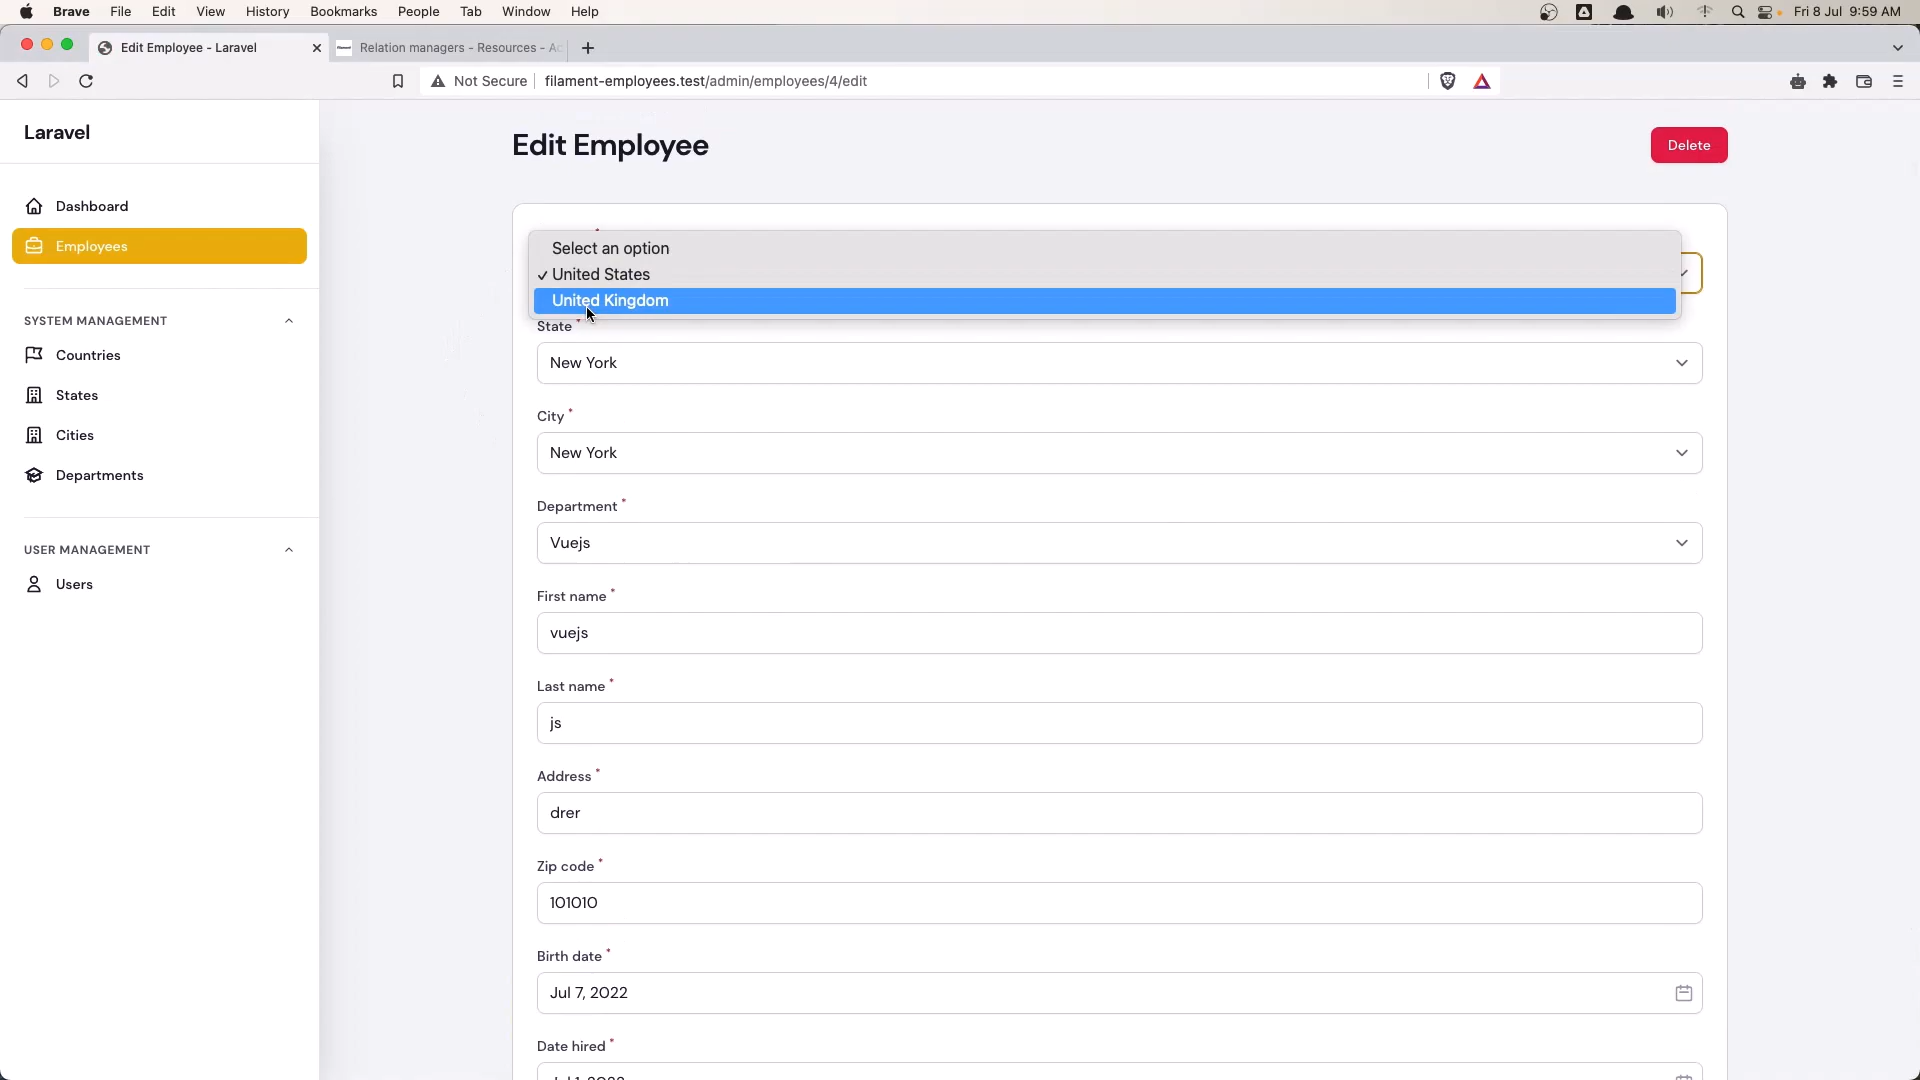 Brave File Edit View History Bookmarks People Tab Window Help Fri 8 Jul 9:59 AM
Edit Employee - Laravel Relation managers - Resources - Ac
Not Secure filament-employees.test/admin/employees/4/edit
Laravel
Dashboard
Employees
SYSTEM MANAGEMENT
Countries
States
Cities
Departments
USER MANAGEMENT
Users
Edit Employee
Delete
Select an option
✓ United States
United Kingdom
State *
New York
City *
New York
Department *
Vuejs
First name *
vuejs
Last name *
js
Address *
drer
Zip code *
101010
Birth date *
Jul 7, 2022
Date hired *